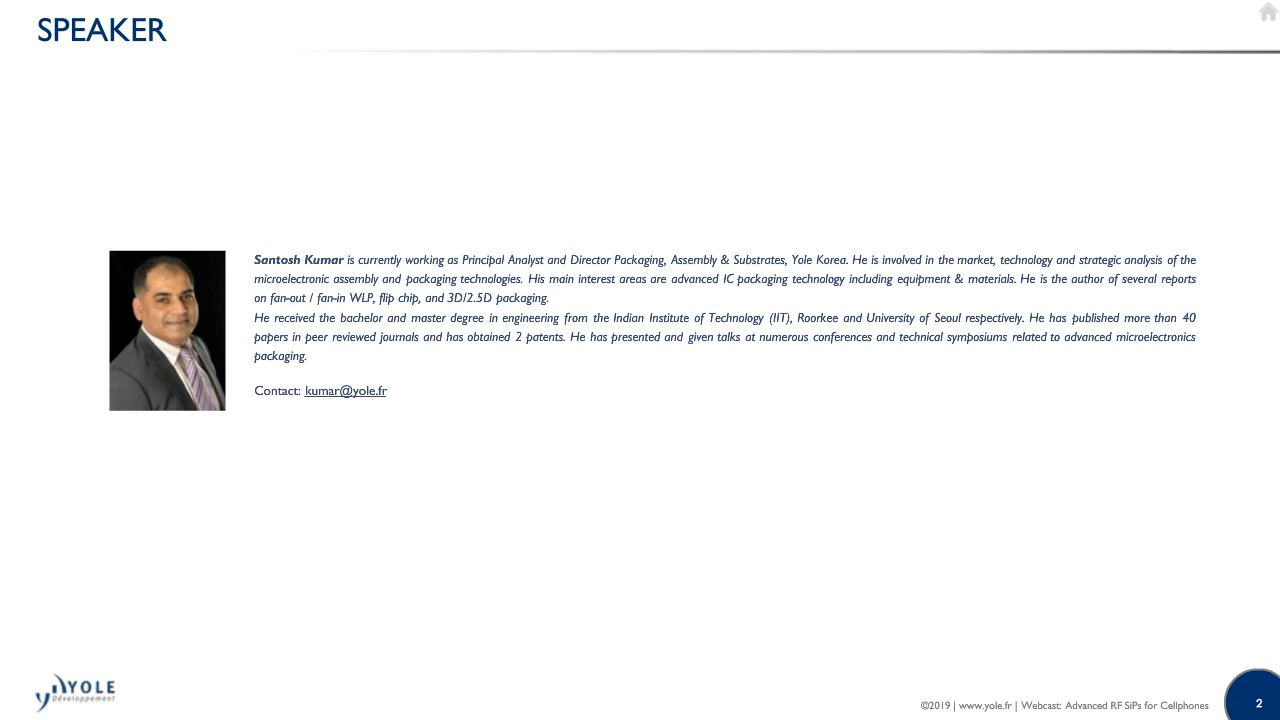 SPEAKER
Santosh Kumar is currently working as Principal Analyst and Director Packaging, Assembly & Substrates, Yole Korea. He is involved in the market, technology and strategic analysis of the
microelectronic assembly and packaging technologies. His main interest areas are advanced IC packaging technology including equipment & materials. He is the author of several reports
on fan-out / fan-in WLP, flip chip, and 3D/2.5D packaging.
He received the bachelor and master degree in engineering from the Indian Institute of Technology (IIT), Roorkee and University of Seoul respectively. He has published more than 40
papers in peer reviewed journals and has obtained 2 patents. He has presented and given talks at numerous conferences and technical symposiums related to advanced microelectronics
packaging.
Contact: kumar@yole.fr
YOLE
Développement
©2019 | www.yole.fr | Webcast: Advanced RF SiPs for Cellphones
2